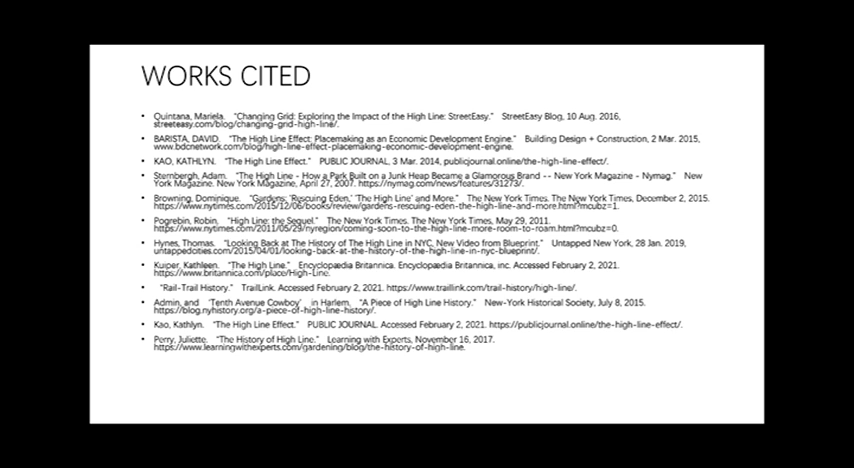 WORKS CITED
• Quintana, Mariela. "Changing Grid: Exploring the Impact of the High Line: StreetEasy." StreetEasy Blog, 10 Aug. 2016,
streeteasy.com/blog/changing-grid-high-line/.
• BARISTA, DAVID. "The High Line Effect: Placemaking as an Economic Development Engine." Building Design + Construction, 2 Mar. 2015,
www.bdcnetwork.com/blog/high-line-effect-placemaking-economic-development-engine.
• KAO, KATHLYN. "The High Line Effect." PUBLIC JOURNAL, 3 Mar. 2014, publicjournal.online/the-high-line-effect/.
• Sternbergh, Adam. "The High Line - How a Park Built on a Junk Heap Became a Glamorous Brand -- New York Magazine - Nymag." New
York Magazine. New York Magazine, April 27, 2007. https://nymag.com/news/features/31273/.
• Browning, Dominique. "Gardens: 'Rescuing Eden,' 'The High Line' and More." The New York Times. The New York Times, December 2, 2015.
https://www.nytimes.com/2015/12/06/books/review/gardens-rescuing-eden-the-high-line-and-more.html?mcubz=1.
• Pogrebin, Robin. "High Line: the Sequel." The New York Times. The New York Times, May 29, 2011.
https://www.nytimes.com/2011/05/29/nyregion/coming-soon-to-the-high-line-more-room-to-roam.html?mcubz=0.
• Hynes, Thomas. "Looking Back at The History of The High Line in NYC, New Video from Blueprint." Untapped New York, 28 Jan. 2019,
untappedcities.com/2015/04/01/looking-back-at-the-history-of-the-high-line-in-nyc-blueprint/.
• Kuiper, Kathleen. "The High Line." Encyclopædia Britannica. Encyclopædia Britannica, inc. Accessed February 2, 2021.
https://www.britannica.com/place/High-Line.
• "Rail-Trail History." TrailLink. Accessed February 2, 2021. https://www.traillink.com/trail-history/high-line/.
• Admin, and 'Tenth Avenue Cowboy' in Harlem. "A Piece of High Line History." New-York Historical Society, July 8, 2015.
https://blog.nyhistory.org/a-piece-of-high-line-history/.
• Kao, Kathlyn. "The High Line Effect." PUBLIC JOURNAL. Accessed February 2, 2021. https://publicjournal.online/the-high-line-effect/.
• Perry, Juliette. "The History of High Line." Learning with Experts, November 16, 2017.
https://www.learningwithexperts.com/gardening/blog/the-history-of-high-line.